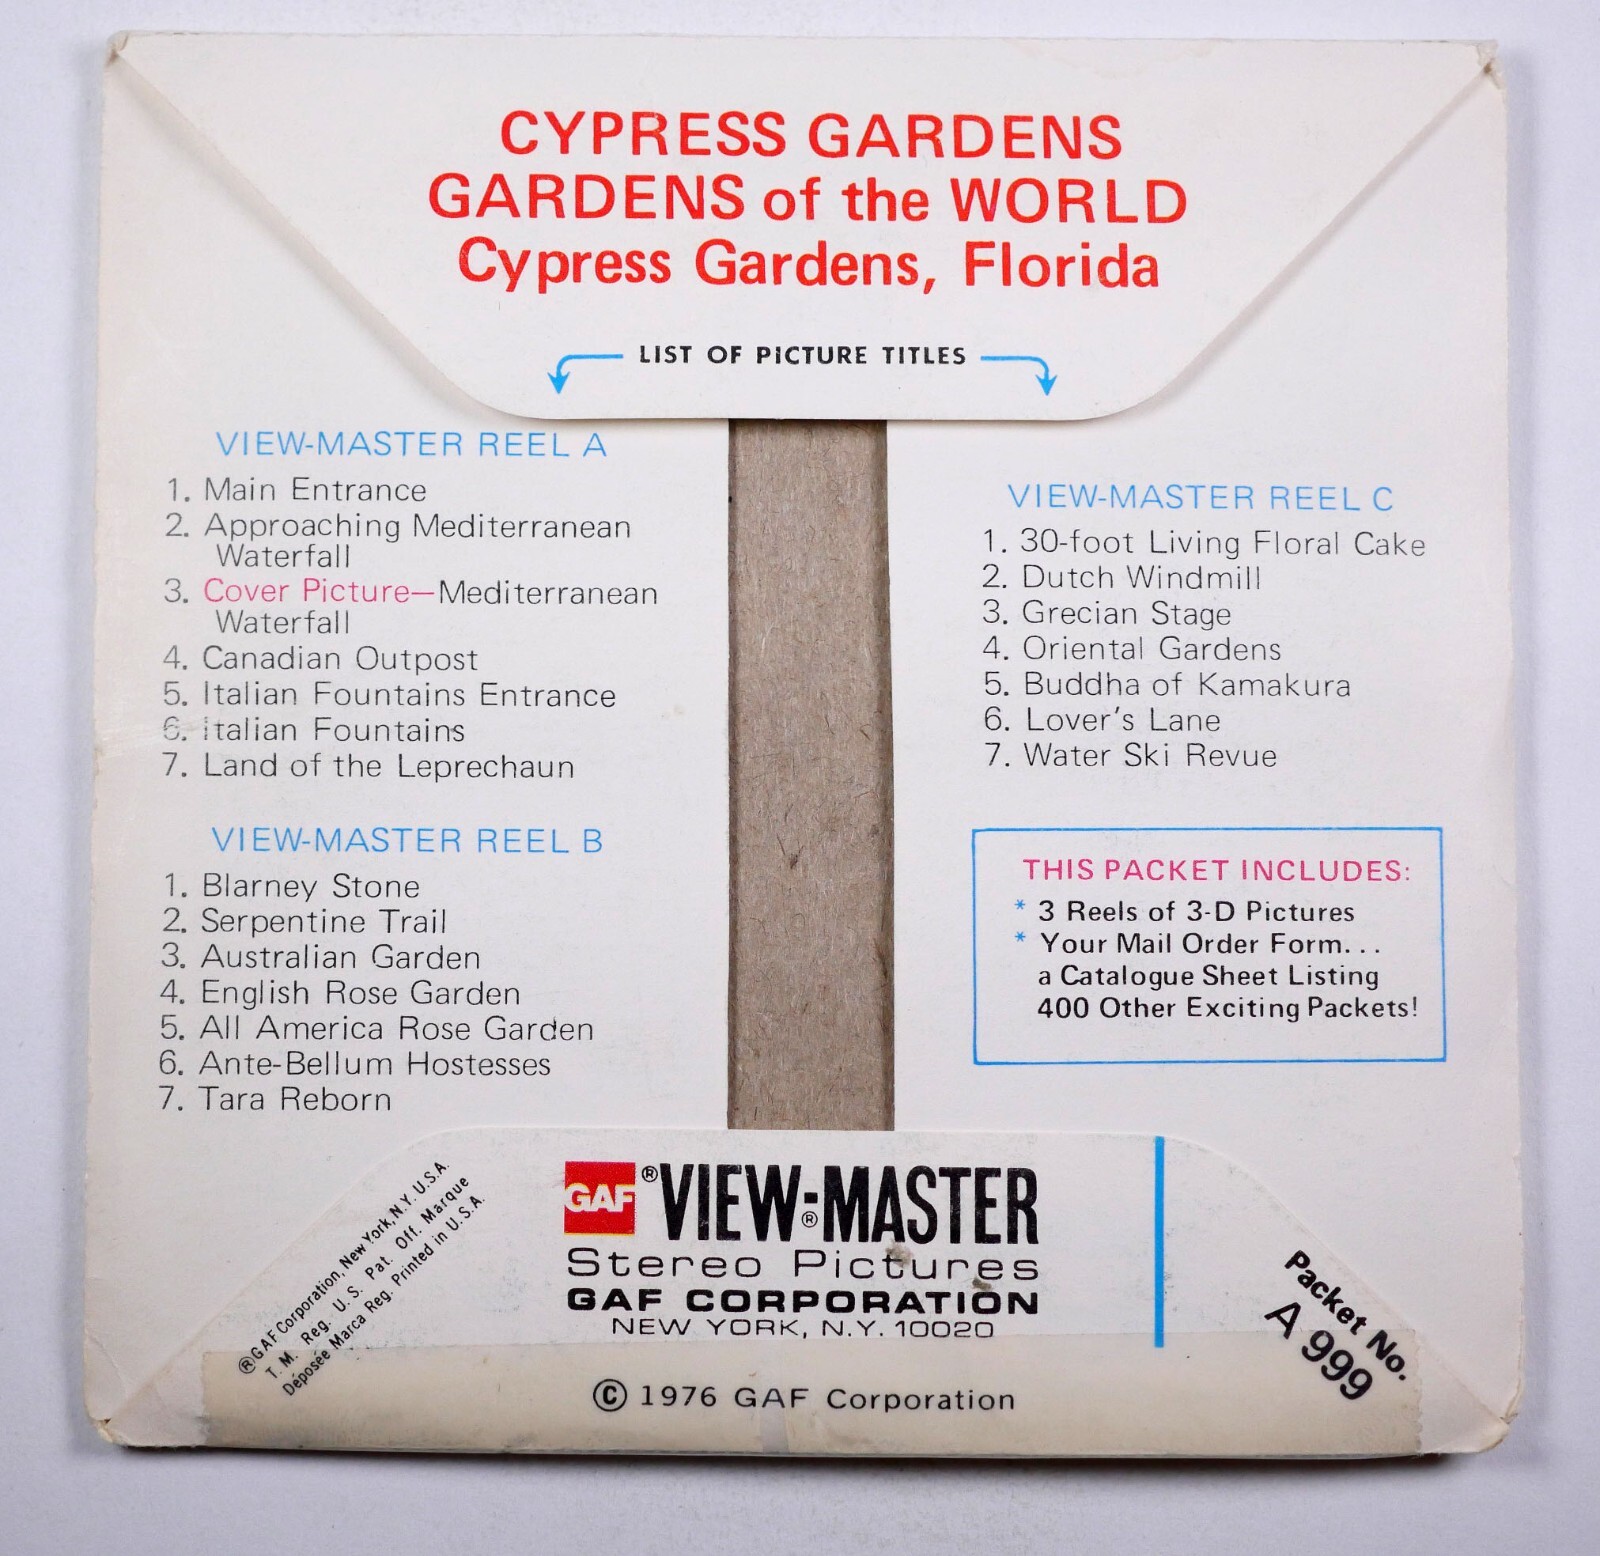 CYPRESS GARDENS
GARDENS of the WORLD
Cypress Gardens, Florida
LIST OF PICTURE TITLES
VIEW-MASTER REEL A
1. Main Entrance
2. Approaching Mediterranean
Waterfall
3. Cover Picture—Mediterranean
Waterfall
4. Canadian Outpost
5. Italian Fountains Entrance
6. Italian Fountains
7. Land of the Leprechaun
VIEW-MASTER REEL B
1. Blarney Stone
2. Serpentine Trail
3. Australian Garden
4. English Rose Garden
5. All America Rose Garden
6. Ante-Bellum Hostesses
7. Tara Reborn
VIEW-MASTER REEL C
1. 30-foot Living Floral Cake
2. Dutch Windmill
3. Grecian Stage
4. Oriental Gardens
5. Buddha of Kamakura
6. Lover's Lane
7. Water Ski Revue
THIS PACKET INCLUDES:
* 3 Reels of 3-D Pictures
* Your Mail Order Form...
a Catalogue Sheet Listing
400 Other Exciting Packets!
®GAF Corporation, New York, N.Y. U.S.A.
T. M. Reg. U. S. Pat. Off. Marque
Déposée Marca Reg. Printed in U.S.A.
GAF ® VIEW-MASTER ®
Stereo Pictures
GAF CORPORATION
NEW YORK, N.Y. 10020
© 1976 GAF Corporation
Packet No.
A 999